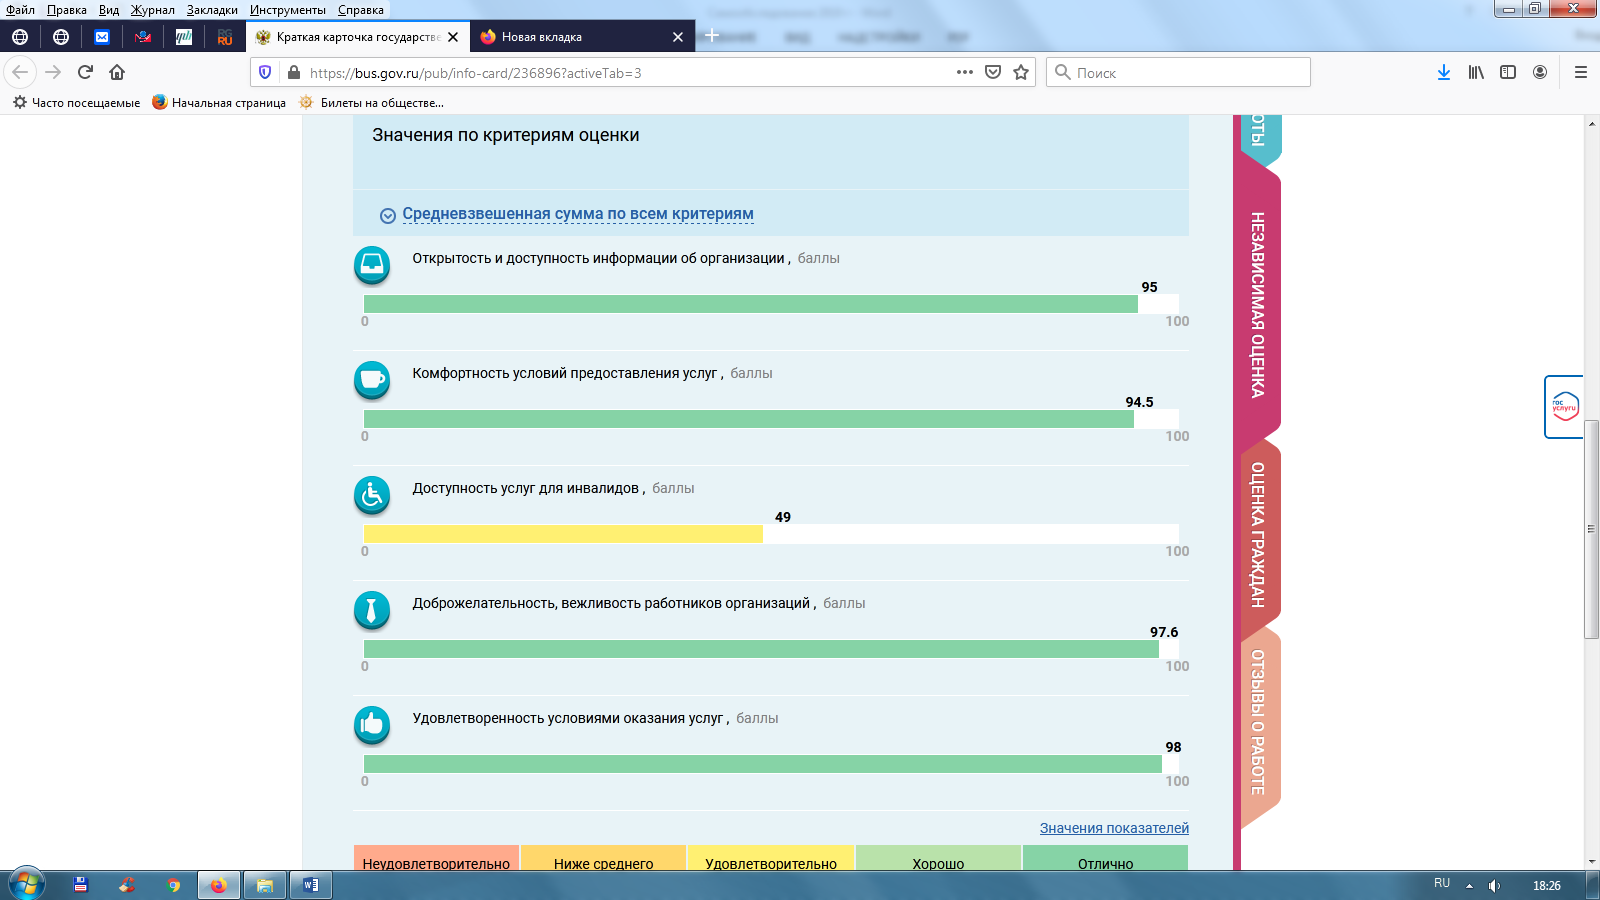 Файл Правка Вид Журнал Закладки Инструменты Справка
RG RU
Краткая карточка государстве
Новая вкладка
https://bus.gov.ru/pub/info-card/236896?activeTab=3
Поиск
Часто посещаемые Начальная страница Билеты на обществе...
Значения по критериям оценки
Средневзвешенная сумма по всем критериям
Открытость и доступность информации об организации , баллы
95
0 100
Комфортность условий предоставления услуг , баллы
94.5
0 100
Доступность услуг для инвалидов , баллы
49
0 100
Доброжелательность, вежливость работников организаций , баллы
97.6
0 100
Удовлетворенность условиями оказания услуг , баллы
98
0 100
Значения показателей
Неудовлетворительно Ниже среднего Удовлетворительно Хорошо Отлично
ОТЫ
НЕЗАВИСИМАЯ ОЦЕНКА
ОЦЕНКА ГРАЖДАН
ОТЗЫВЫ О РАБОТЕ
гос
услуги
RU
18:26